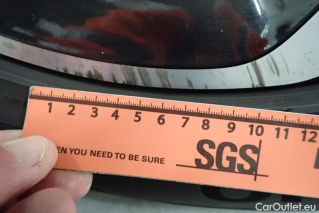 1 2 3 4 5 6 7 8 9 10 11 12
EN YOU NEED TO BE SURE SGS
CarOutlet.eu